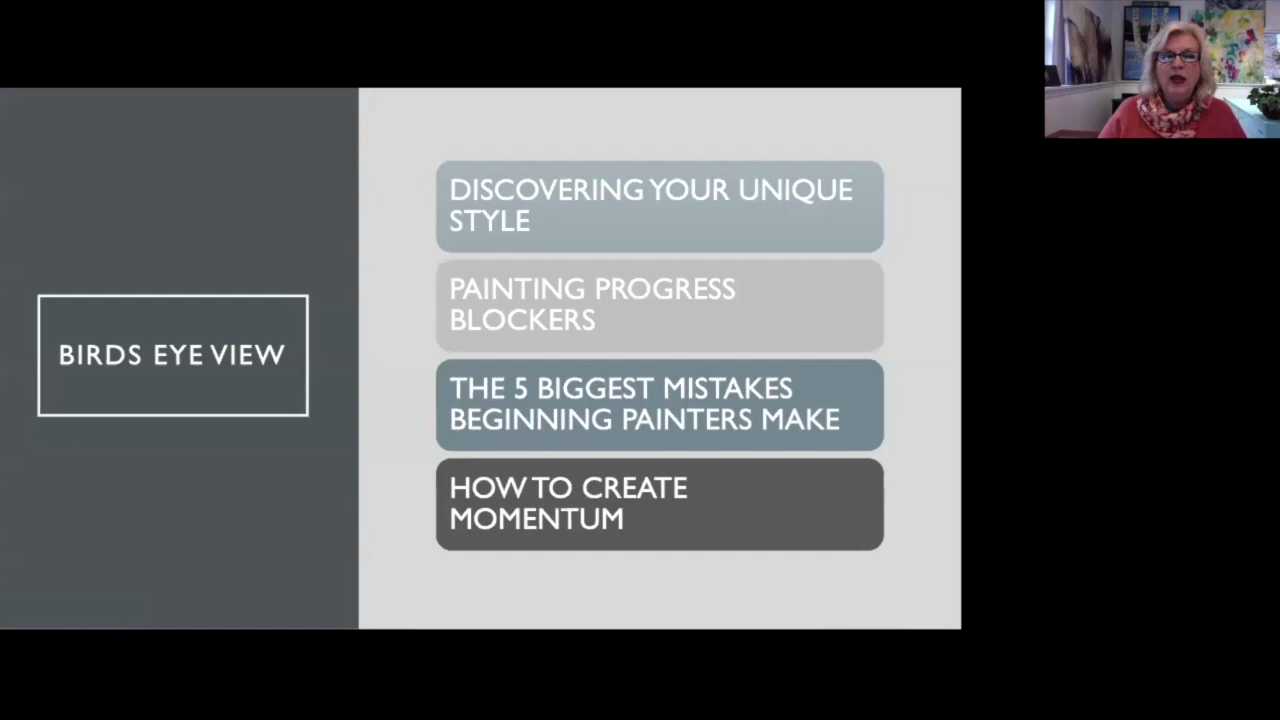 BIRDS EYE VIEW
DISCOVERING YOUR UNIQUE
STYLE
PAINTING PROGRESS
BLOCKERS
THE 5 BIGGEST MISTAKES
BEGINNING PAINTERS MAKE
HOW TO CREATE
MOMENTUM